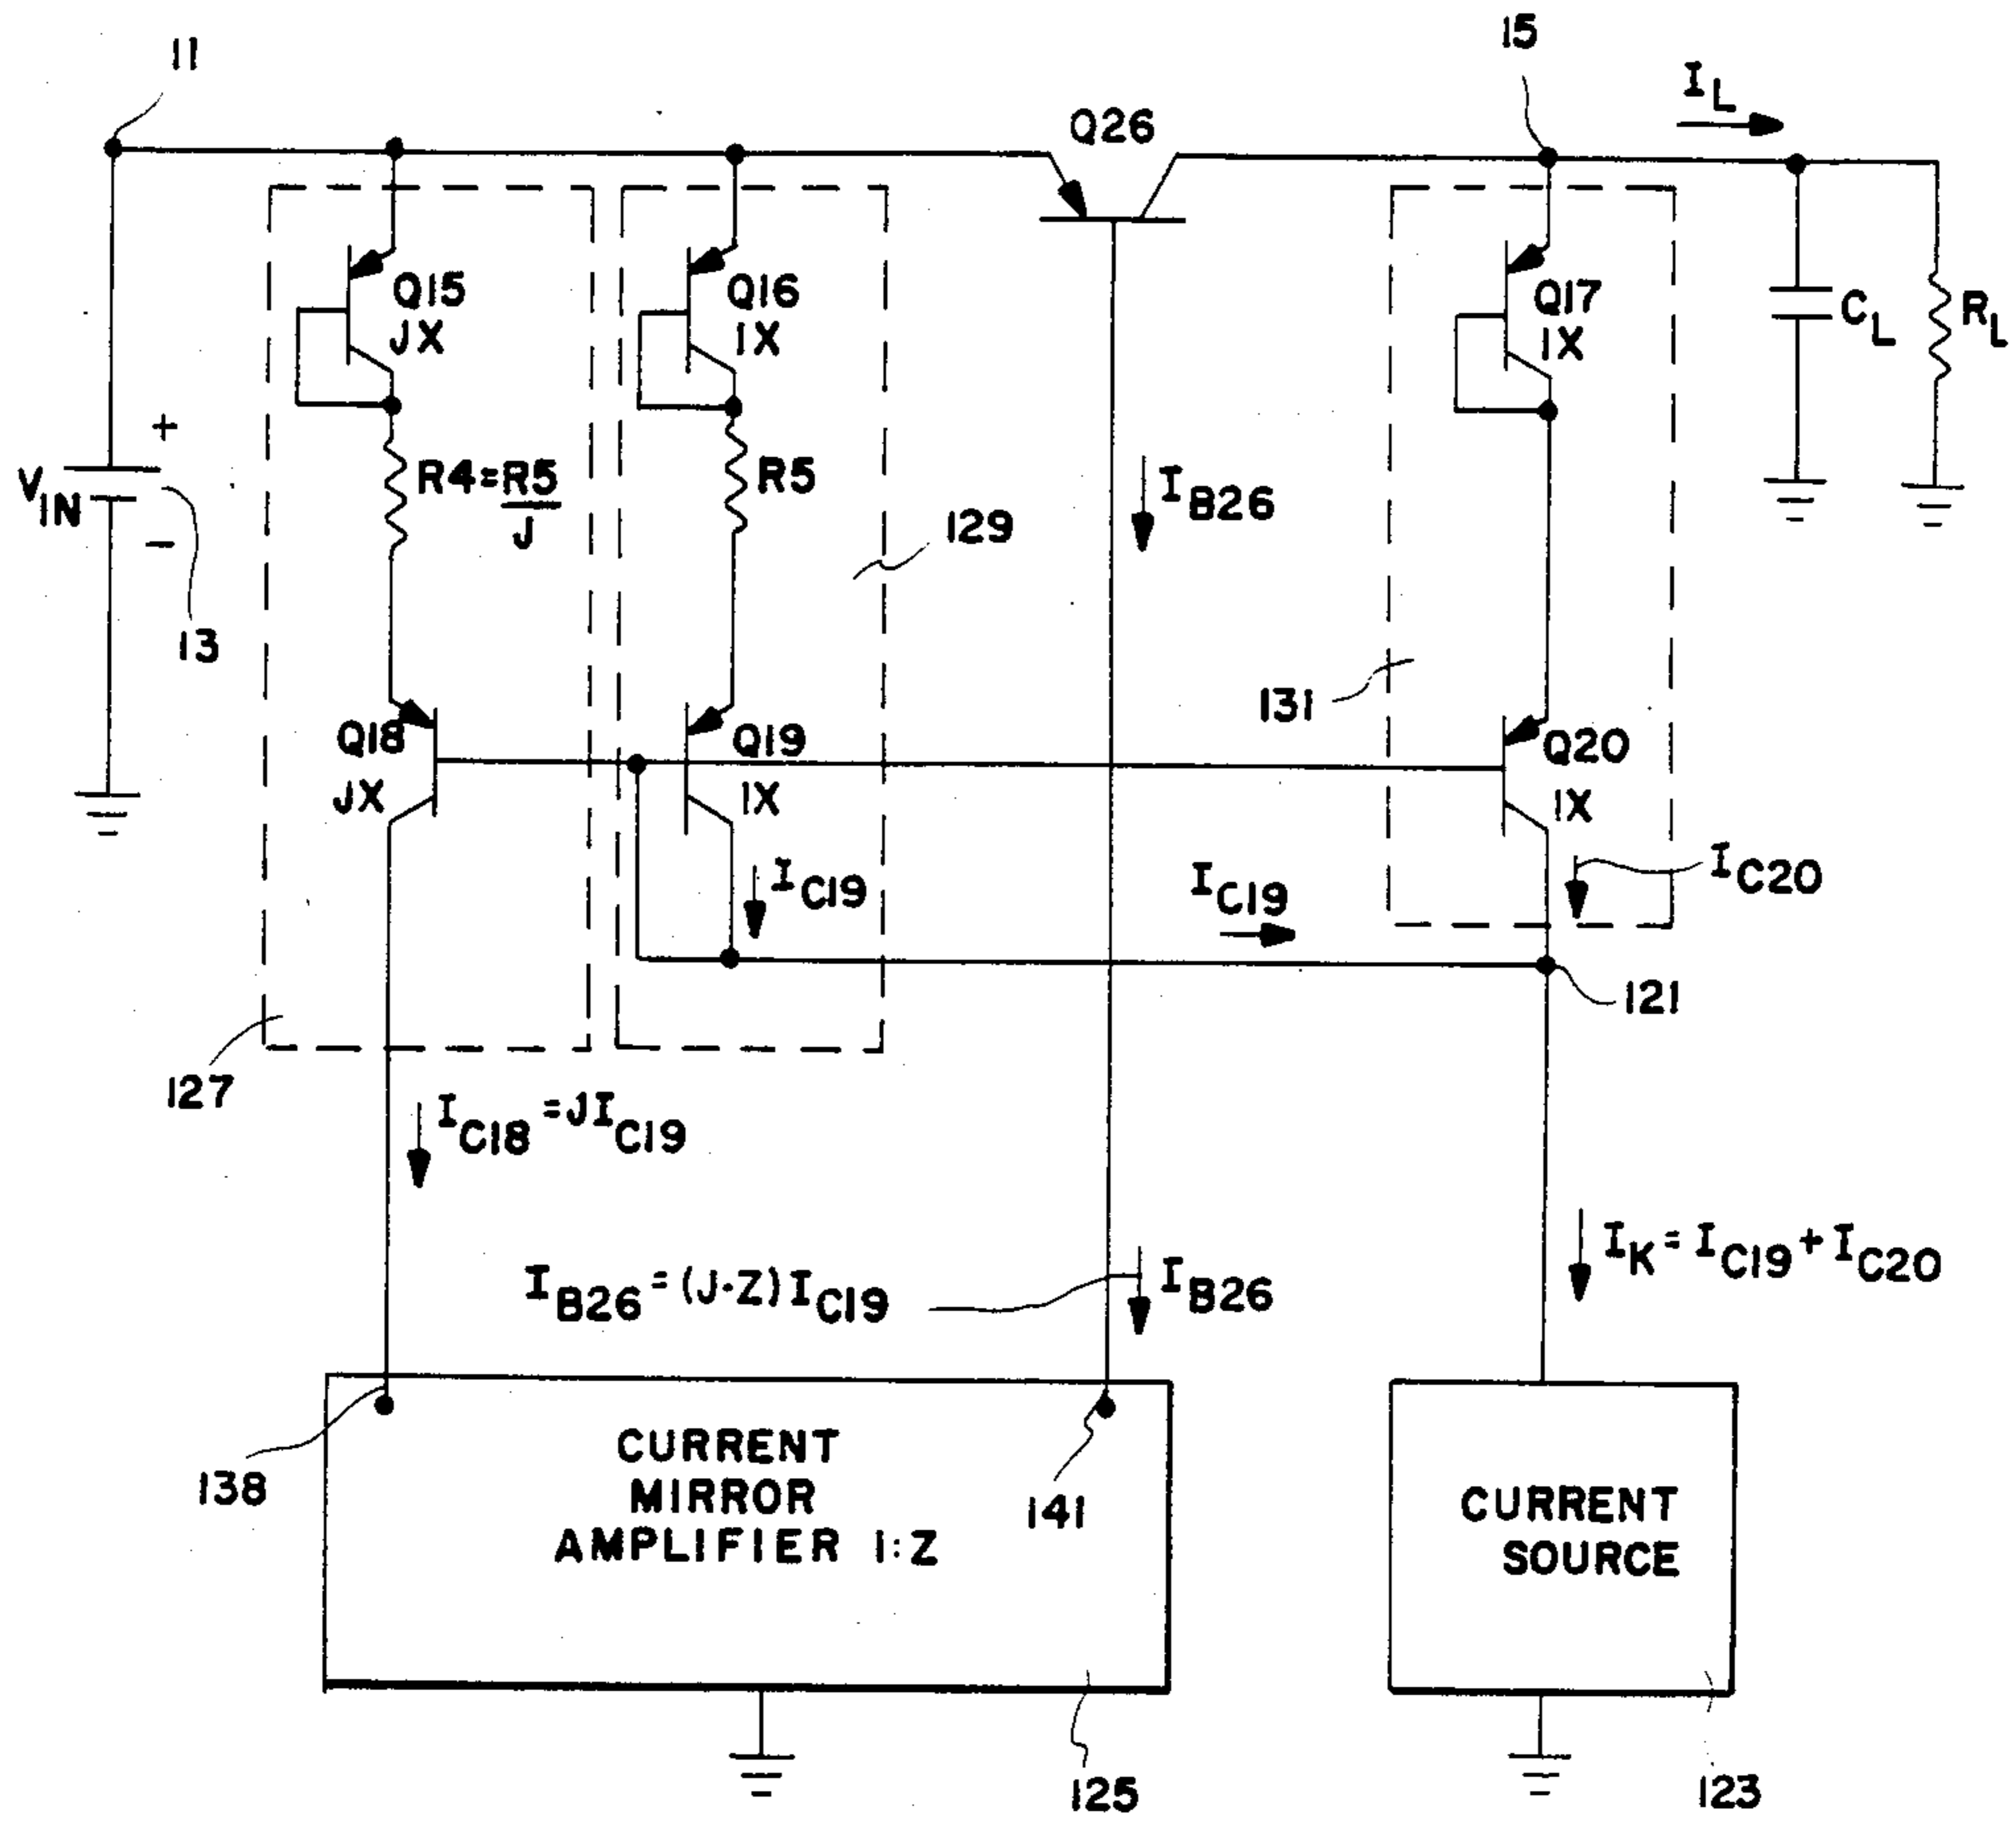 11
15
I_L
Q26
Q15
JX
Q16
1X
Q17
1X
C_L
R_L
+
V_IN
−
13
R4=R5/J
R5
129
I_B26
131
Q18
JX
Q19
1X
Q20
1X
I_C19
I_C19
I_C20
121
127
I_C18=JI_C19
I_B26=(J·Z)I_C19
I_B26
I_K=I_C19+I_C20
138
CURRENT
MIRROR
AMPLIFIER 1:Z
141
CURRENT
SOURCE
125
123